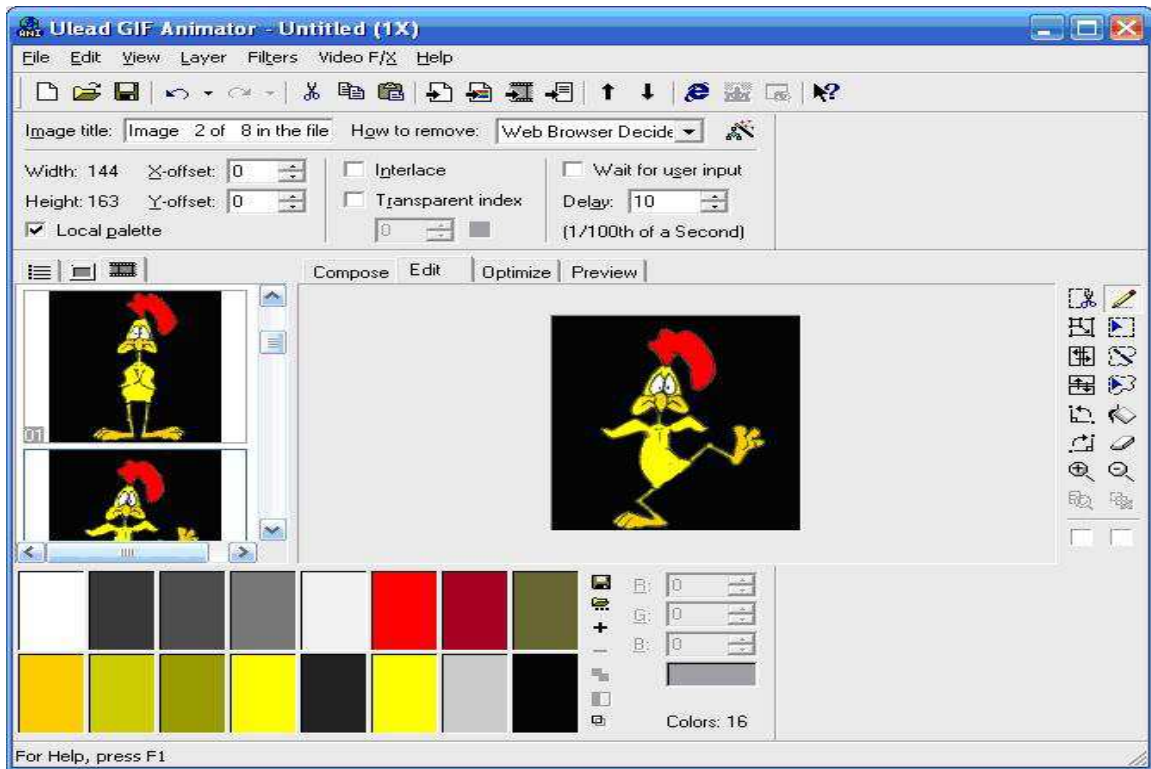 Ulead GIF Animator - Untitled (1X)
File Edit View Layer Filters Video F/X Help
Image title: Image 2 of 8 in the file How to remove: Web Browser Decide
Width: 144 X-offset: 0 Interlace Wait for user input
Height: 163 Y-offset: 0 Transparent index Delay: 10
Local palette 0 (1/100th of a Second)
Compose Edit Optimize Preview
01
R: 0
G: 0
B: 0
Colors: 16
For Help, press F1